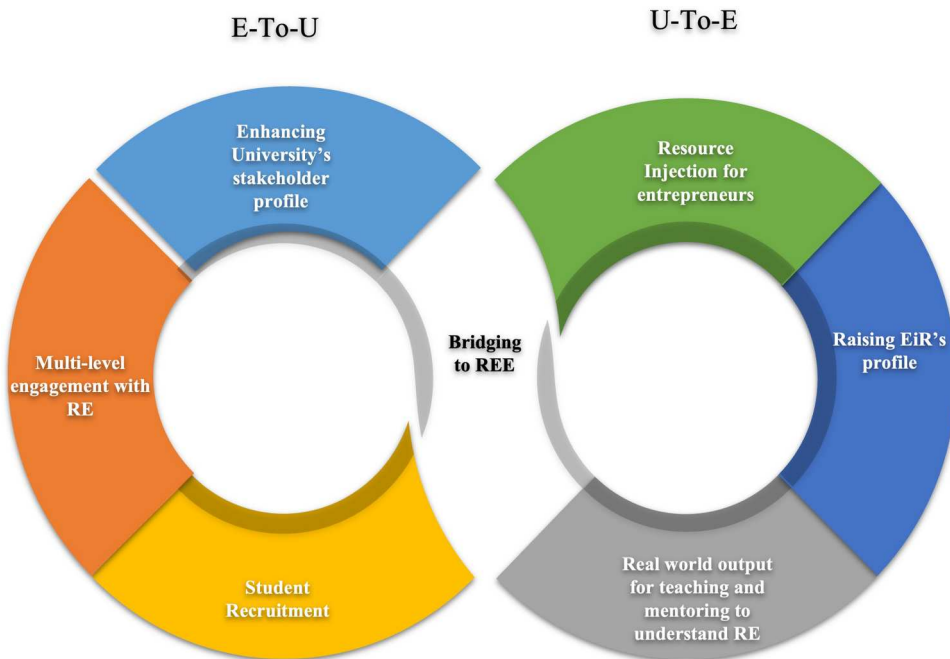 E-To-U
U-To-E
Enhancing
University's
stakeholder
profile
Resource
Injection for
entrepreneurs
Multi-level
engagement with
RE
Bridging
to REE
Raising EiR's
profile
Student
Recruitment
Real world output
for teaching and
mentoring to
understand RE